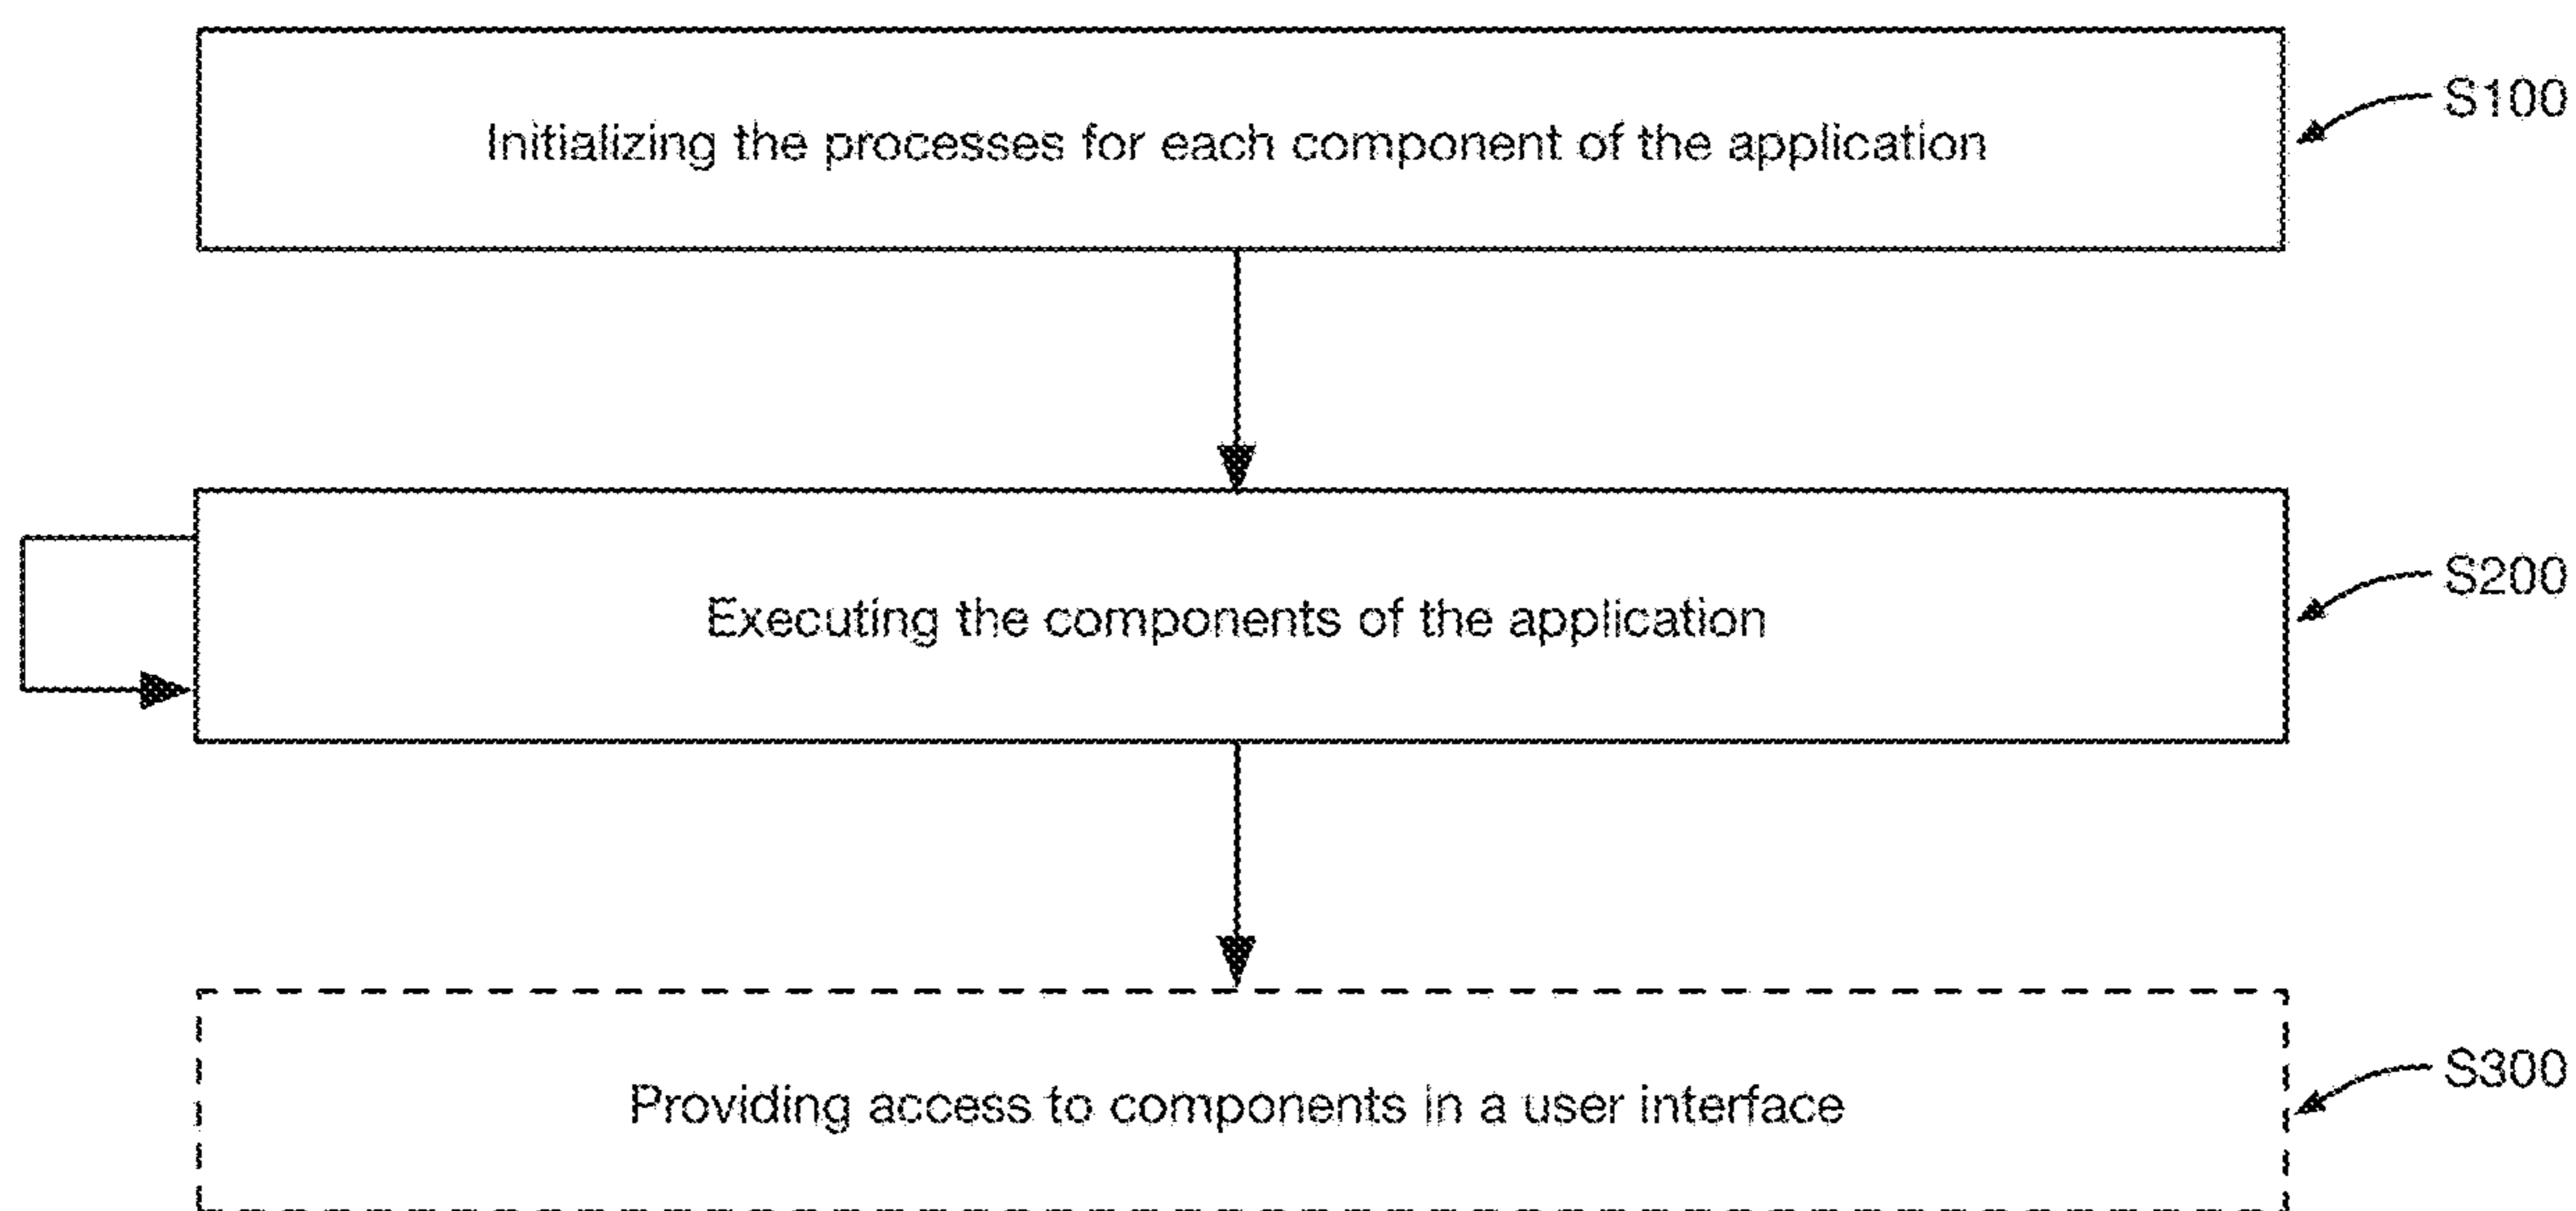 Initializing the processes for each component of the application
S100
Executing the components of the application
S200
Providing access to components in a user interface
S300